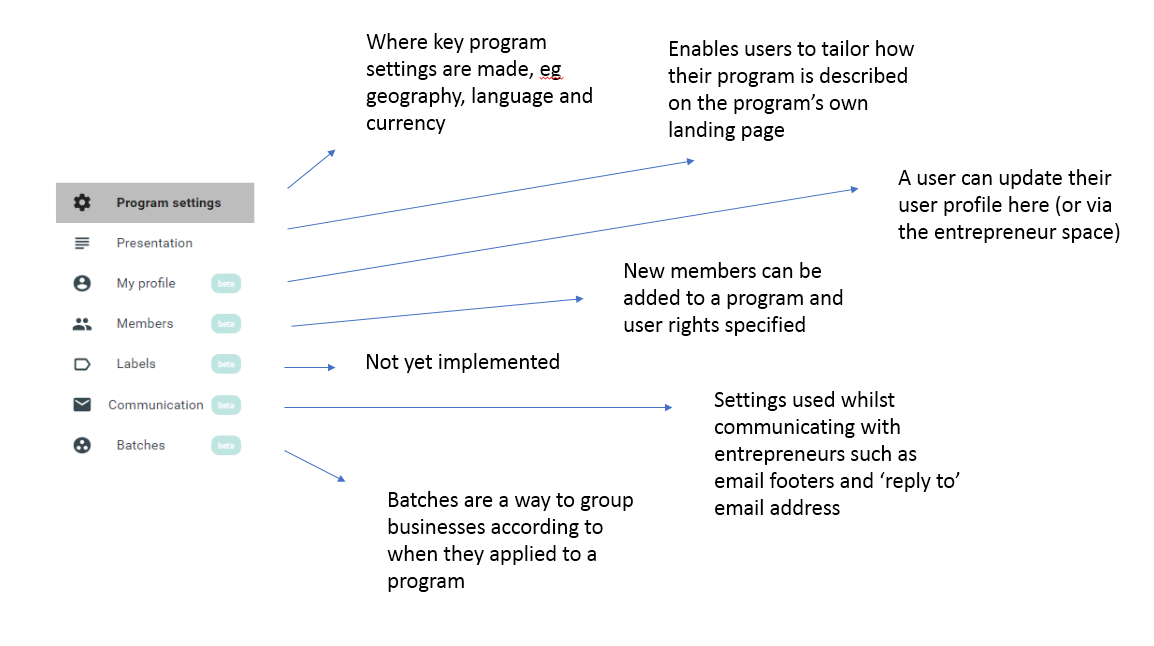 Where key program
settings are made, eg
geography, language and
currency
Enables users to tailor how
their program is described
on the program’s own
landing page
A user can update their
user profile here (or via
the entrepreneur space)
Program settings
Presentation
My profile beta
Members beta
Labels beta
Communication beta
Batches beta
New members can be
added to a program and
user rights specified
Not yet implemented
Settings used whilst
communicating with
entrepreneurs such as
email footers and ‘reply to’
email address
Batches are a way to group
businesses according to
when they applied to a
program